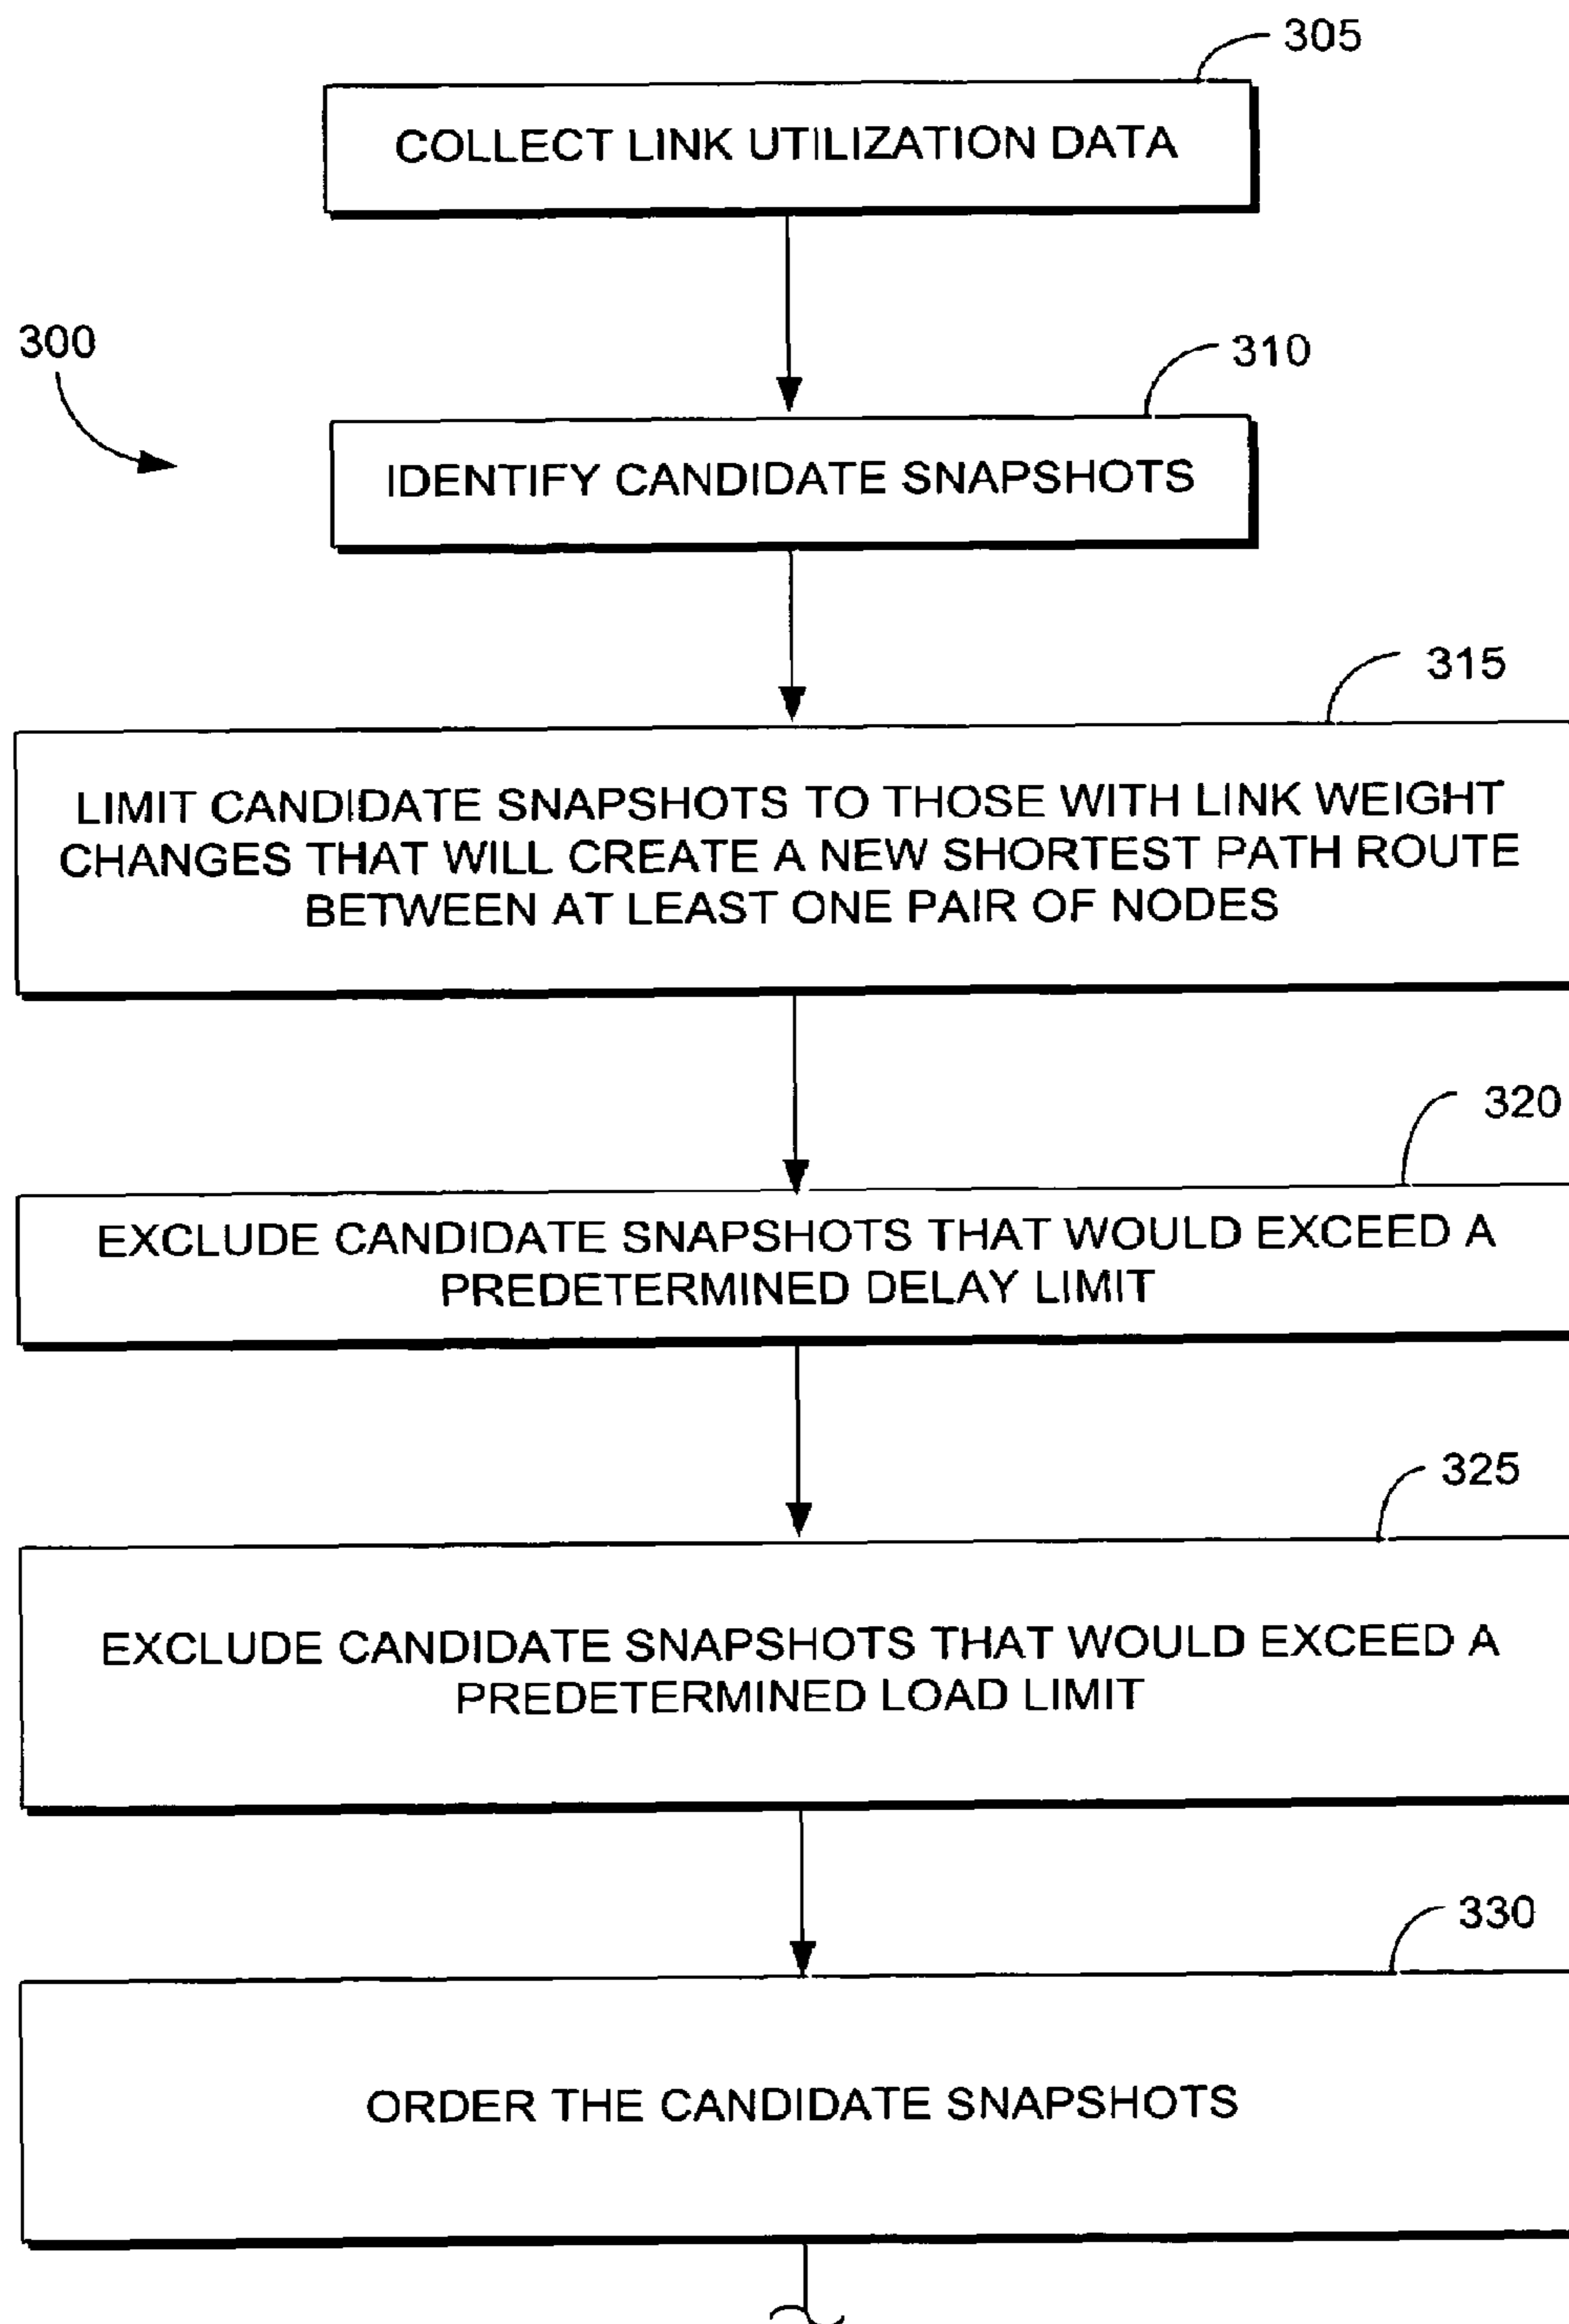 305
COLLECT LINK UTILIZATION DATA
300
310
IDENTIFY CANDIDATE SNAPSHOTS
315
LIMIT CANDIDATE SNAPSHOTS TO THOSE WITH LINK WEIGHT
CHANGES THAT WILL CREATE A NEW SHORTEST PATH ROUTE
BETWEEN AT LEAST ONE PAIR OF NODES
320
EXCLUDE CANDIDATE SNAPSHOTS THAT WOULD EXCEED A
PREDETERMINED DELAY LIMIT
325
EXCLUDE CANDIDATE SNAPSHOTS THAT WOULD EXCEED A
PREDETERMINED LOAD LIMIT
330
ORDER THE CANDIDATE SNAPSHOTS